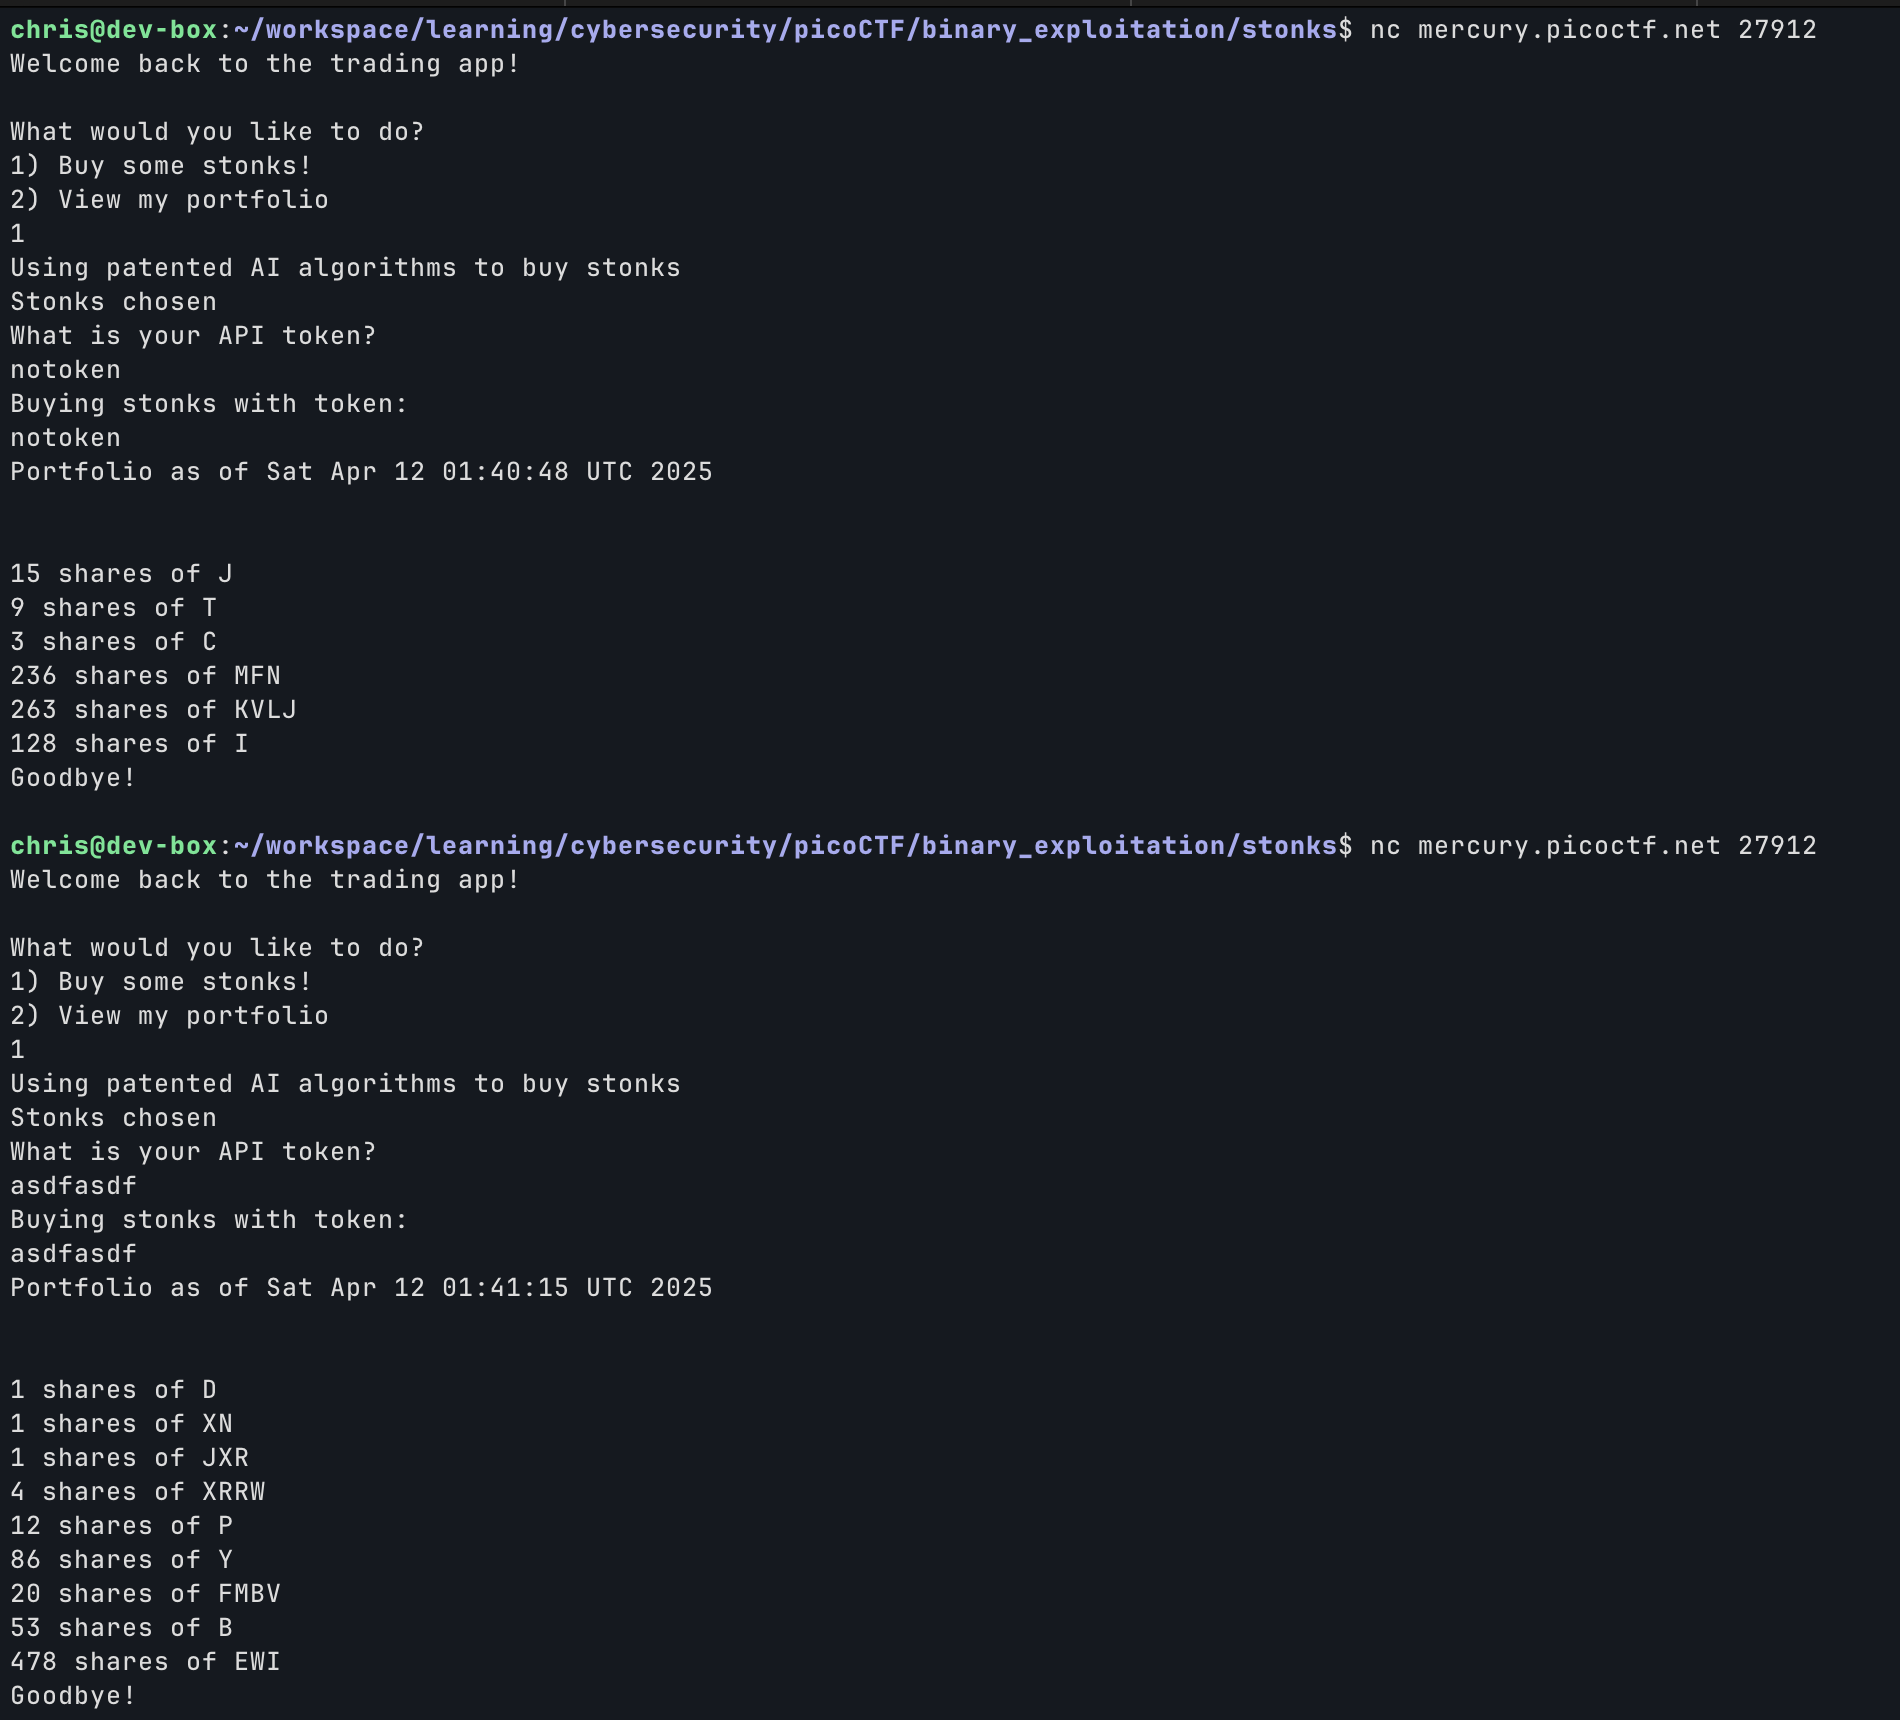 chris@dev-box:~/workspace/learning/cybersecurity/picoCTF/binary_exploitation/stonks$ nc mercury.picoctf.net 27912
Welcome back to the trading app!
What would you like to do?
1) Buy some stonks!
2) View my portfolio
1
Using patented AI algorithms to buy stonks
Stonks chosen
What is your API token?
notoken
Buying stonks with token:
notoken
Portfolio as of Sat Apr 12 01:40:48 UTC 2025
15 shares of J
9 shares of T
3 shares of C
236 shares of MFN
263 shares of KVLJ
128 shares of I
Goodbye!
chris@dev-box:~/workspace/learning/cybersecurity/picoCTF/binary_exploitation/stonks$ nc mercury.picoctf.net 27912
Welcome back to the trading app!
What would you like to do?
1) Buy some stonks!
2) View my portfolio
1
Using patented AI algorithms to buy stonks
Stonks chosen
What is your API token?
asdfasdf
Buying stonks with token:
asdfasdf
Portfolio as of Sat Apr 12 01:41:15 UTC 2025
1 shares of D
1 shares of XN
1 shares of JXR
4 shares of XRRW
12 shares of P
86 shares of Y
20 shares of FMBV
53 shares of B
478 shares of EWI
Goodbye!